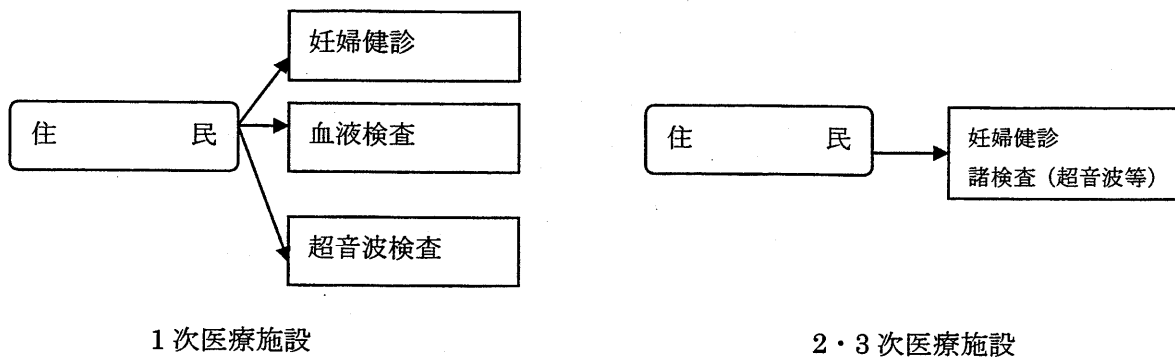 妊婦健診
住 民
血液検査
超音波検査
1次医療施設
住 民
妊婦健診
諸検査（超音波等）
2・3次医療施設